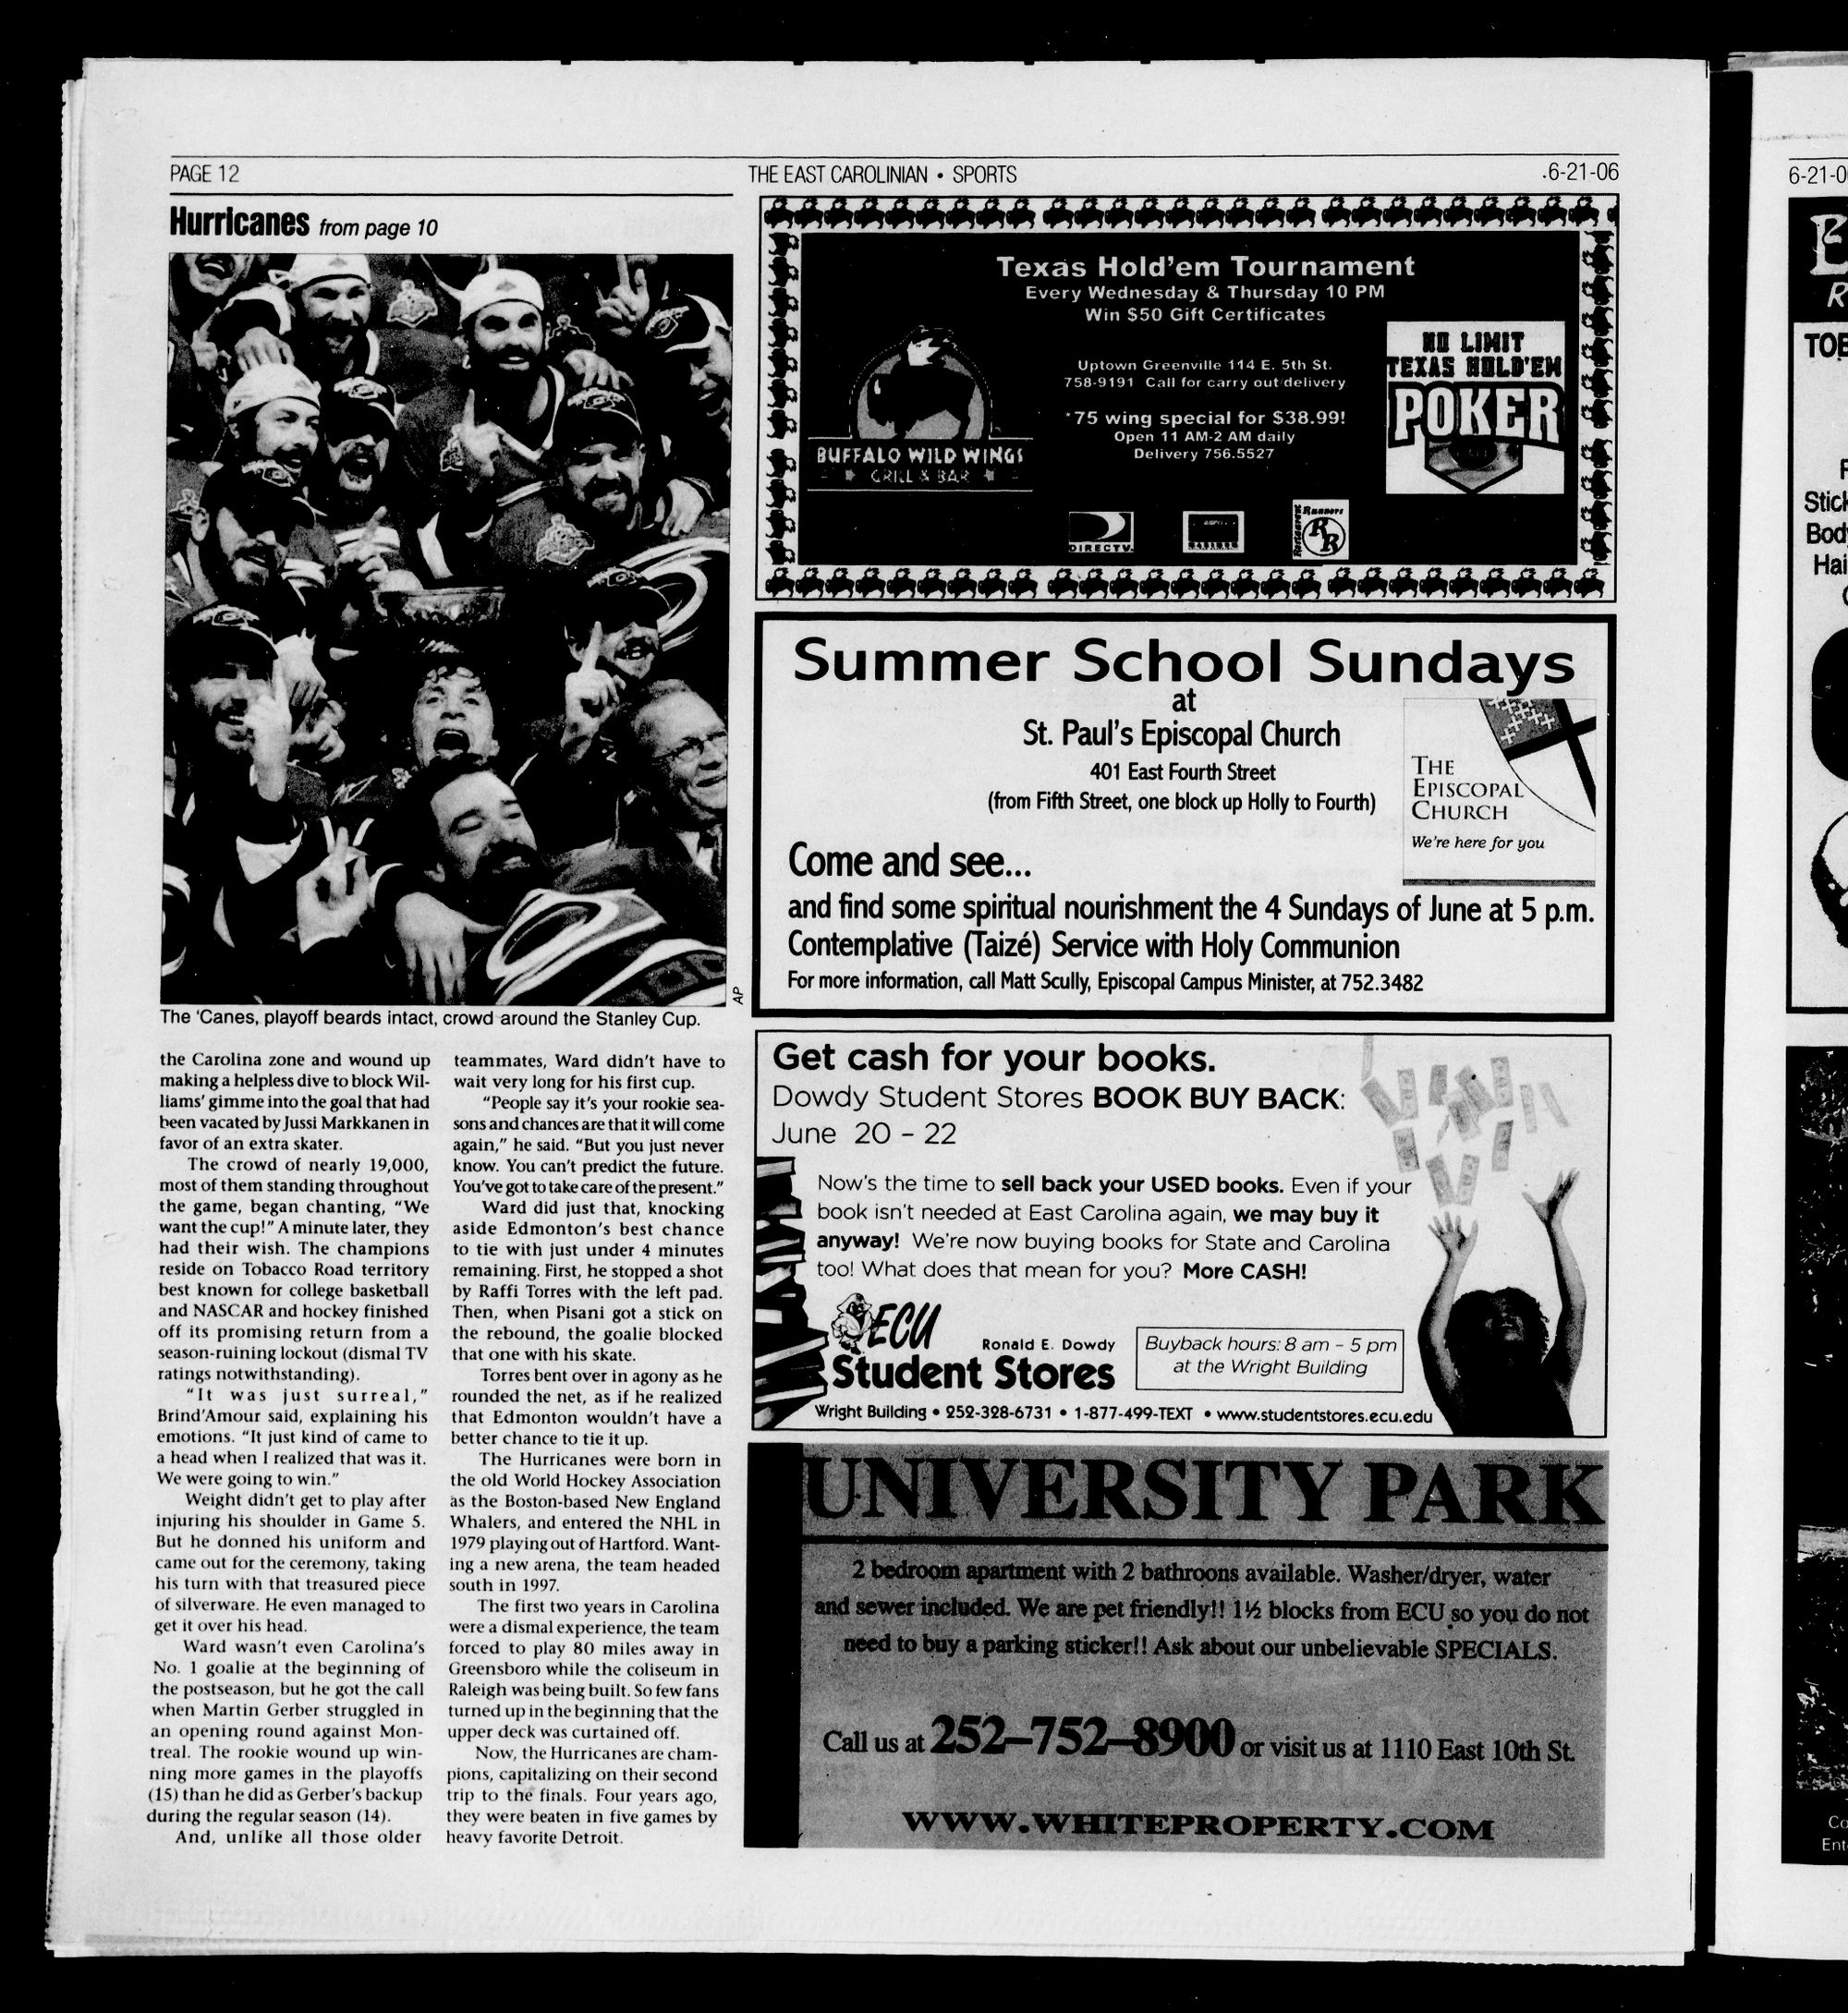 PAGE 12
THE EAST CAROLINIAN • SPORTS
6-21-06
Hurricanes from page 10
AP
The ‘Canes, playoff beards intact, crowd around the Stanley Cup.
the Carolina zone and wound up
making a helpless dive to block Wil-
liams’ gimme into the goal that had
been vacated by Jussi Markkanen in
favor of an extra skater.
The crowd of nearly 19,000,
most of them standing throughout
the game, began chanting, “We
want the cup!” A minute later, they
had their wish. The champions
reside on Tobacco Road territory
best known for college basketball
and NASCAR and hockey finished
off its promising return from a
season-ruining lockout (dismal TV
ratings notwithstanding).
“It was just surreal,”
Brind’Amour said, explaining his
emotions. “It just kind of came to
a head when I realized that was it.
We were going to win.”
Weight didn’t get to play after
injuring his shoulder in Game 5.
But he donned his uniform and
came out for the ceremony, taking
his turn with that treasured piece
of silverware. He even managed to
get it over his head.
Ward wasn’t even Carolina’s
No. 1 goalie at the beginning of
the postseason, but he got the call
when Martin Gerber struggled in
an opening round against Mon-
treal. The rookie wound up win-
ning more games in the playoffs
(15) than he did as Gerber’s backup
during the regular season (14).
And, unlike all those older
teammates, Ward didn’t have to
wait very long for his first cup.
“People say it’s your rookie sea-
sons and chances are that it will come
again,” he said. “But you just never
know. You can’t predict the future.
You’ve got to take care of the present.”
Ward did just that, knocking
aside Edmonton’s best chance
to tie with just under 4 minutes
remaining. First, he stopped a shot
by Raffi Torres with the left pad.
Then, when Pisani got a stick on
the rebound, the goalie blocked
that one with his skate.
Torres bent over in agony as he
rounded the net, as if he realized
that Edmonton wouldn’t have a
better chance to tie it up.
The Hurricanes were born in
the old World Hockey Association
as the Boston-based New England
Whalers, and entered the NHL in
1979 playing out of Hartford. Want-
ing a new arena, the team headed
south in 1997.
The first two years in Carolina
were a dismal experience, the team
forced to play 80 miles away in
Greensboro while the coliseum in
Raleigh was being built. So few fans
turned up in the beginning that the
upper deck was curtained off.
Now, the Hurricanes are cham-
pions, capitalizing on their second
trip to the finals. Four years ago,
they were beaten in five games by
heavy favorite Detroit.
Texas Hold’em Tournament
Every Wednesday & Thursday 10 PM
Win $50 Gift Certificates
Uptown Greenville 114 E. 5th St.
758-9191 Call for carry out/delivery
*75 wing special for $38.99!
Open 11 AM-2 AM daily
Delivery 756.5527
BUFFALO WILD WINGS
GRILL & BAR
NO LIMIT
TEXAS HOLD'EM
POKER
DIRECTV
ESPN
Restaurant Runners
RR
Summer School Sundays
at
St. Paul’s Episcopal Church
401 East Fourth Street
(from Fifth Street, one block up Holly to Fourth)
THE
EPISCOPAL
CHURCH
We’re here for you
Come and see...
and find some spiritual nourishment the 4 Sundays of June at 5 p.m.
Contemplative (Taizé) Service with Holy Communion
For more information, call Matt Scully, Episcopal Campus Minister, at 752.3482
Get cash for your books.
Dowdy Student Stores BOOK BUY BACK:
June 20 – 22
Now’s the time to sell back your USED books. Even if your
book isn’t needed at East Carolina again, we may buy it
anyway! We’re now buying books for State and Carolina
too! What does that mean for you? More CASH!
ECU
Ronald E. Dowdy
Student Stores
Buyback hours: 8 am – 5 pm
at the Wright Building
Wright Building • 252-328-6731 • 1-877-499-TEXT • www.studentstores.ecu.edu
UNIVERSITY PARK
2 bedroom apartment with 2 bathroons available. Washer/dryer, water
and sewer included. We are pet friendly!! 1½ blocks from ECU so you do not
need to buy a parking sticker!! Ask about our unbelievable SPECIALS.
Call us at 252–752–8900 or visit us at 1110 East 10th St.
WWW.WHITEPROPERTY.COM
6-21-0
TOE
Stick
Body
Hai
Co
Ent